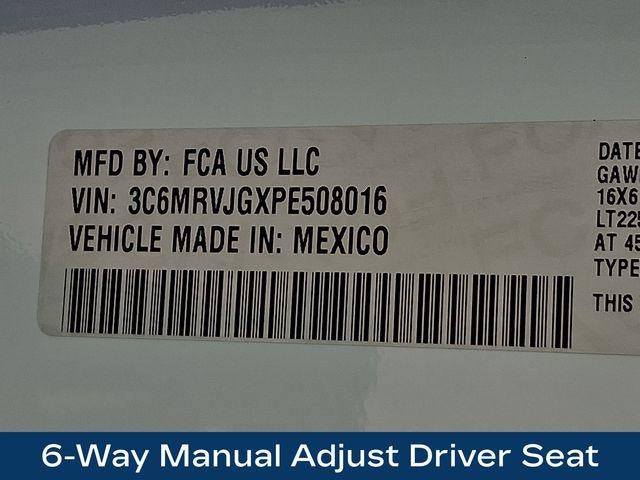 MFD BY: FCA US LLC
VIN: 3C6MRVJGXPE508016
VEHICLE MADE IN: MEXICO
DATE
GAW
16X6
LT225
AT 45
TYPE
THIS
6-Way Manual Adjust Driver Seat